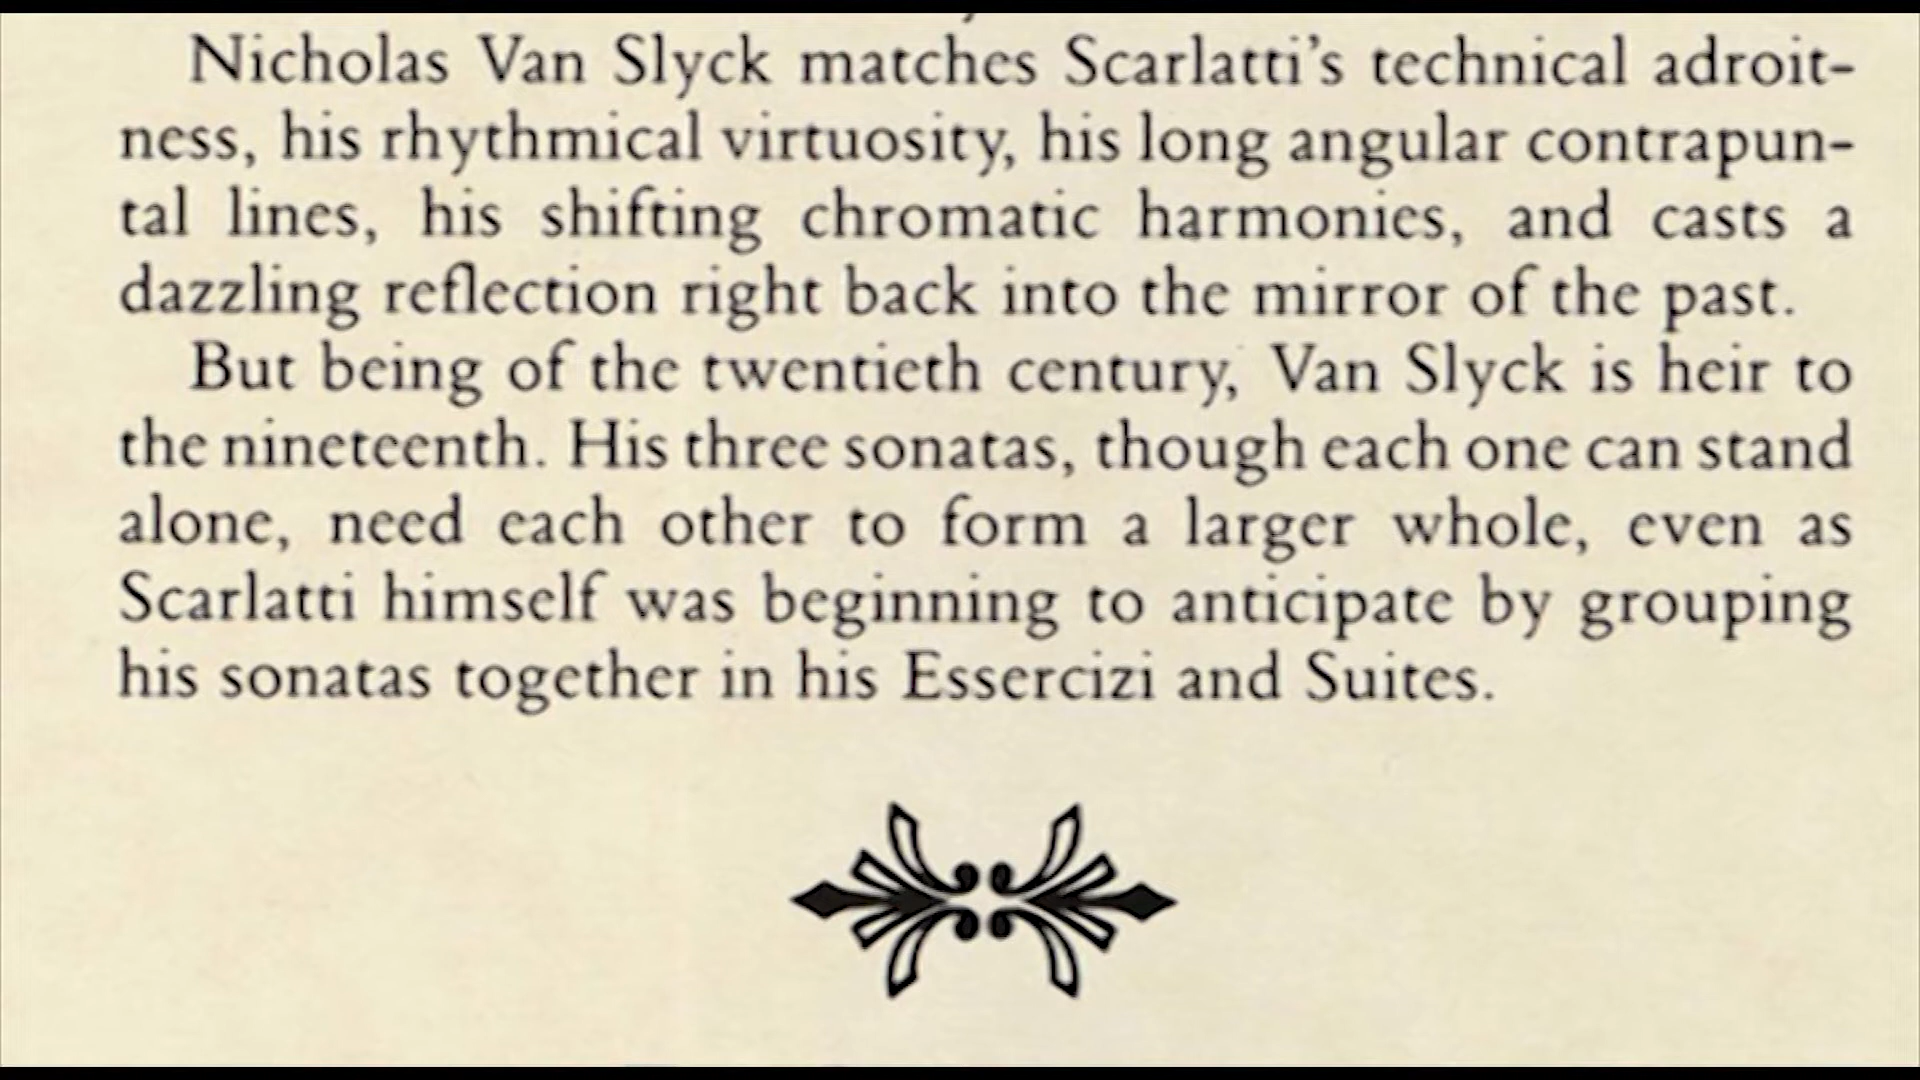 Nicholas Van Slyck matches Scarlatti's technical adroit-
ness, his rhythmical virtuosity, his long angular contrapun-
tal lines, his shifting chromatic harmonies, and casts a
dazzling reflection right back into the mirror of the past.
But being of the twentieth century, Van Slyck is heir to
the nineteenth. His three sonatas, though each one can stand
alone, need each other to form a larger whole, even as
Scarlatti himself was beginning to anticipate by grouping
his sonatas together in his Essercizi and Suites.